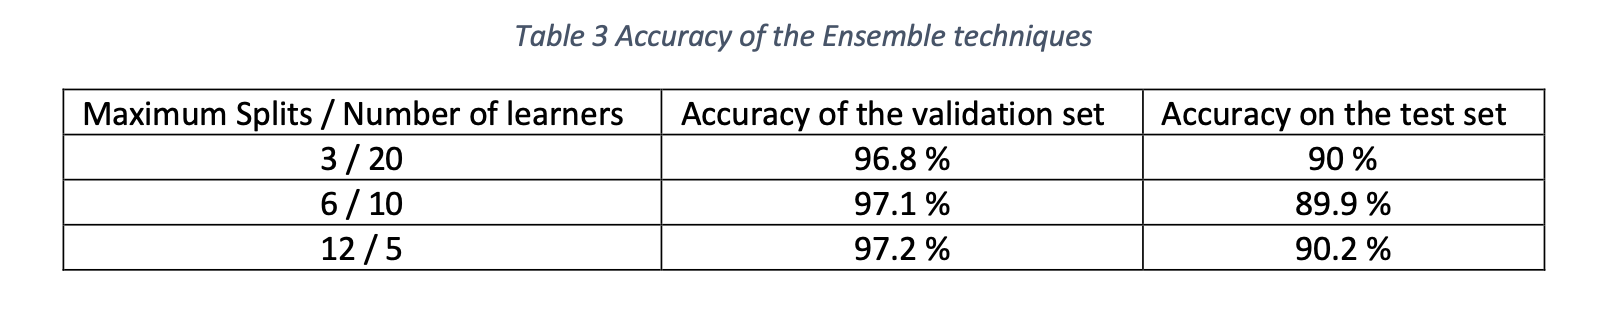 Table 3 Accuracy of the Ensemble techniques
Maximum Splits / Number of learners Accuracy of the validation set Accuracy on the test set
3 / 20 96.8 % 90 %
6 / 10 97.1 % 89.9 %
12 / 5 97.2 % 90.2 %